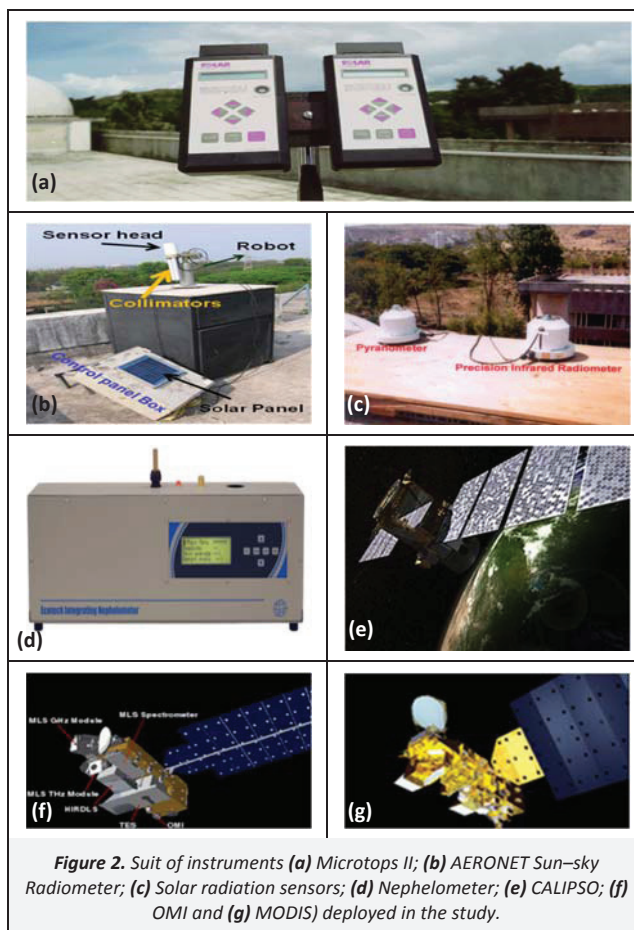 SOLAR
SOLAR
(a)
Sensor head
Robot
Collimators
Control panel Box
Solar Panel
(b)
Pyranometer
Precision Infrared Radiometer
(c)
Ecotech Integrating Nephelometer
(d)
(e)
MLS GHz Module
MLS Spectrometer
MLS THz Module
HIRDLS
TES
OMI
(f)
(g)
Figure 2. Suit of instruments (a) Microtops II; (b) AERONET Sun–sky
Radiometer; (c) Solar radiation sensors; (d) Nephelometer; (e) CALIPSO; (f)
OMI and (g) MODIS) deployed in the study.